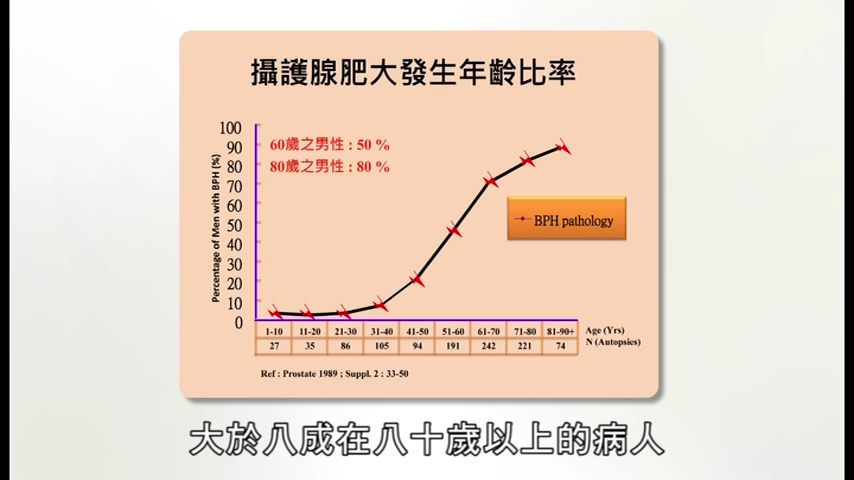 攝護腺肥大發生年齡比率
60歲之男性 : 50 %
80歲之男性 : 80 %
Percentage of Men with BPH (%)
100
90
80
70
60
50
40
30
20
10
0
BPH pathology
1-10 11-20 21-30 31-40 41-50 51-60 61-70 71-80 81-90+ Age (Yrs)
27 35 86 105 94 191 242 221 74 N (Autopsies)
Ref : Prostate 1989 ; Suppl. 2 : 33-50
大於八成在八十歲以上的病人